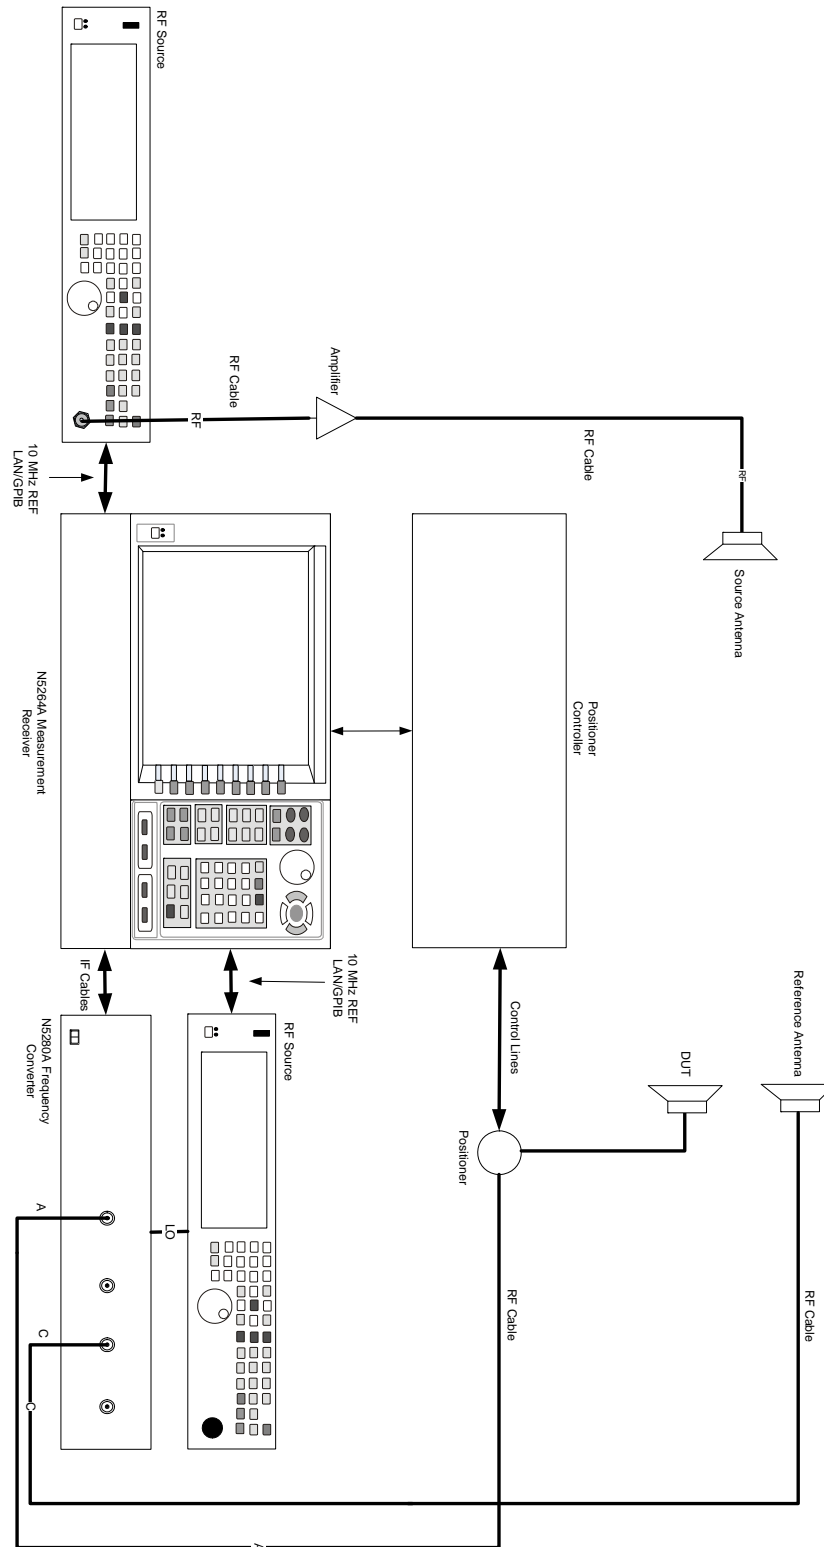 RF Source
RF Cable
RF
Amplifier
RF Cable
RF
Source Antenna
10 MHz REF
LAN/GPIB
N5264A Measurement
Receiver
Positioner
Controller
10 MHz REF
LAN/GPIB
IF Cables
RF Source
N5280A Frequency
Converter
Control Lines
Positioner
DUT
Reference Antenna
LO
A
C
C
RF Cable
RF Cable
A